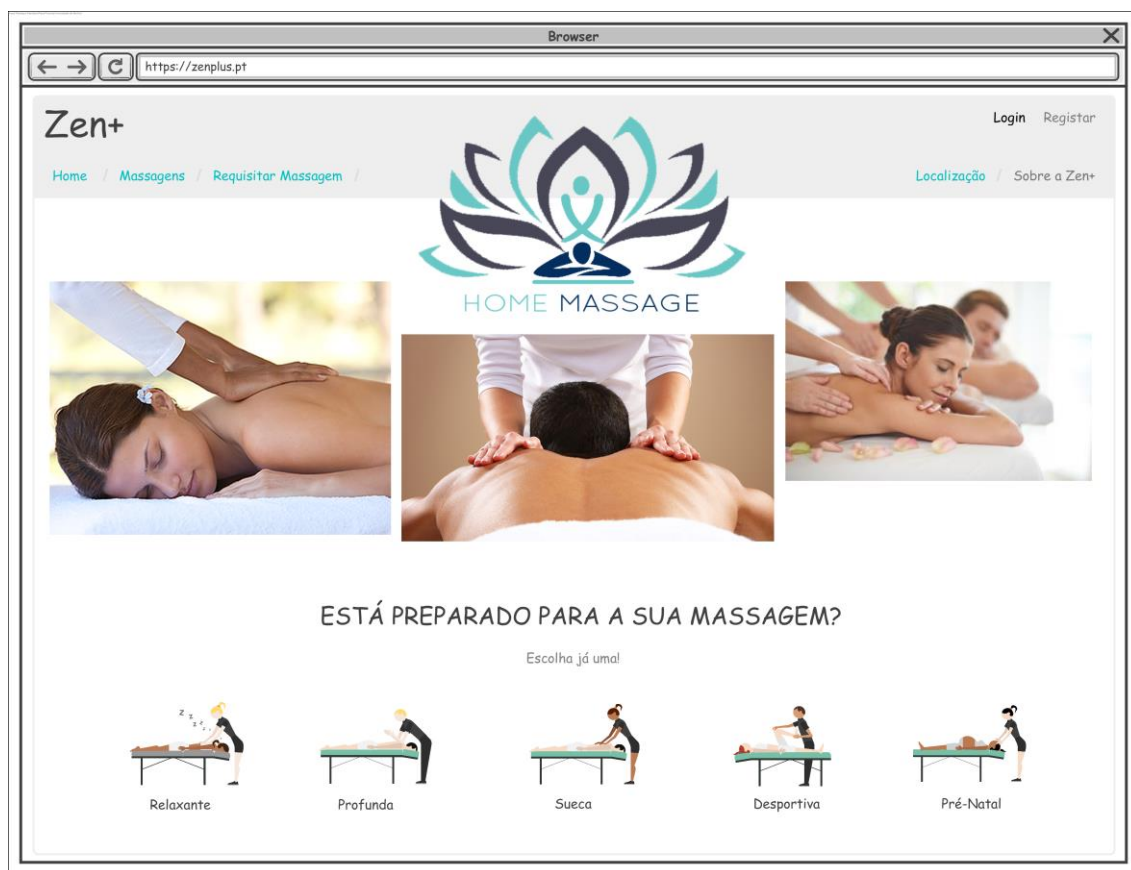 Browser
https://zenplus.pt
Zen+
Login Registar
Home / Massagens / Requisitar Massagem /
Localização / Sobre a Zen+
HOME MASSAGE
ESTÁ PREPARADO PARA A SUA MASSAGEM?
Escolha já uma!
z z z z z
Relaxante Profunda Sueca Desportiva Pré-Natal